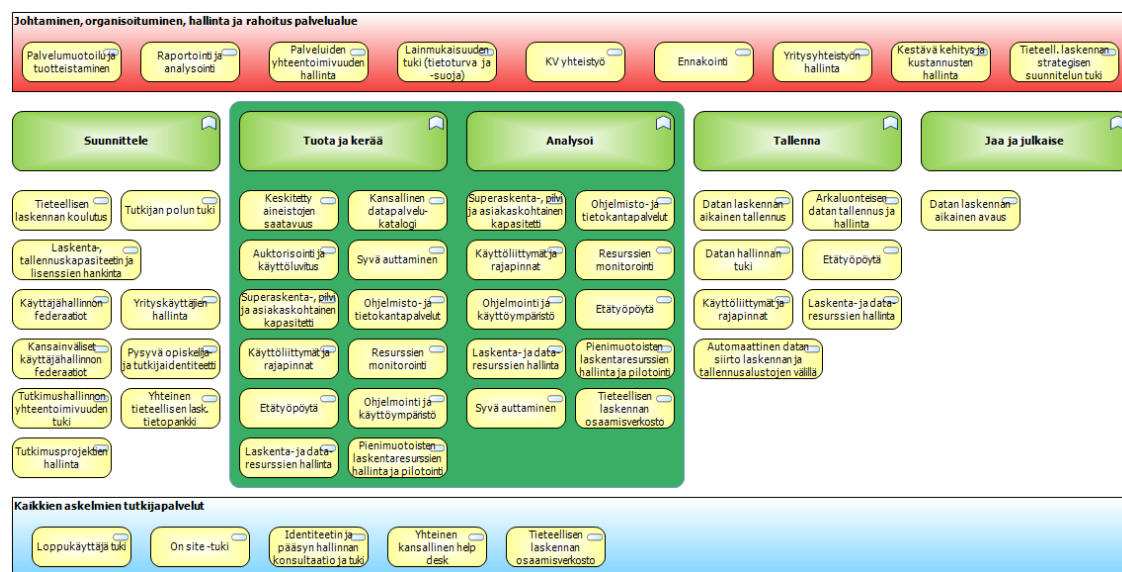 Johtaminen, organisoituminen, hallinta ja rahoitus palvelualue
Palvelumuotoilu ja
tuotteistaminen
Raportointi ja
analysointi
Palveluiden
yhteentoimivuuden
hallinta
Lainmukaisuuden
tuki (tietoturva ja
-suoja)
KV yhteistyö
Ennakointi
Yritysyhteistyön
hallinta
Kestävä kehitys ja
kustannusten
hallinta
Tieteell. laskennan
strategisen
suunnitelun tuki
Suunnittele
Tuota ja kerää
Analysoi
Tallenna
Jaa ja julkaise
Tieteellisen
laskennan koulutus
Tutkijan polun tuki
Laskenta-,
tallennuskapasiteetin ja
lisenssien hankinta
Käyttäjähallinnon
federaatiot
Yrityskäyttäjien
hallinta
Kansainväliset
käyttäjähallinnon
federaatiot
Pysyvä opiskelija-
ja tutkijaidentiteetti
Tutkimushallinnon
yhteentoimivuuden
tuki
Yhteinen
tieteellisen lask.
tietopankki
Tutkimusprojektien
hallinta
Keskitetty
aineistojen
saatavuus
Kansallinen
datapalvelu-
katalogi
Auktorisointi ja
käyttöluvitus
Syvä auttaminen
Superaskenta-, pilvi
ja asiakaskohtainen
kapasitetti
Ohjelmisto- ja
tietokantapalvelut
Käyttöliittymät ja
rajapinnat
Resurssien
monitorointi
Etätyöpöytä
Ohjelmointi ja
käyttöympäristö
Laskenta- ja data-
resurssien hallinta
Pienimuotoisten
laskentaresurssien
hallinta ja pilotointi
Superaskenta-, pilvi
ja asiakaskohtainen
kapasitetti
Ohjelmisto- ja
tietokantapalvelut
Käyttöliittymät ja
rajapinnat
Resurssien
monitorointi
Ohjelmointi ja
käyttöympäristö
Etätyöpöytä
Laskenta- ja data-
resurssien hallinta
Pienimuotoisten
laskentaresurssien
hallinta ja pilotointi
Syvä auttaminen
Tieteellisen
laskennan
osaamisverkosto
Datan laskennan
aikainen tallennus
Arkaluonteisen
datan tallennus ja
hallinta
Datan hallinnan
tuki
Etätyöpöytä
Käyttöliittymät ja
rajapinnat
Laskenta- ja data-
resurssien hallinta
Automaattinen datan
siirto laskennan ja
tallennusalustojen välillä
Datan laskennan
aikainen avaus
Kaikkien askelmien tutkijapalvelut
Loppukäyttäjä tuki
On site -tuki
Identiteetin ja
pääsyn hallinnan
konsultaatio ja tuki
Yhteinen
kansallinen help
desk
Tieteellisen
laskennan
osaamisverkosto